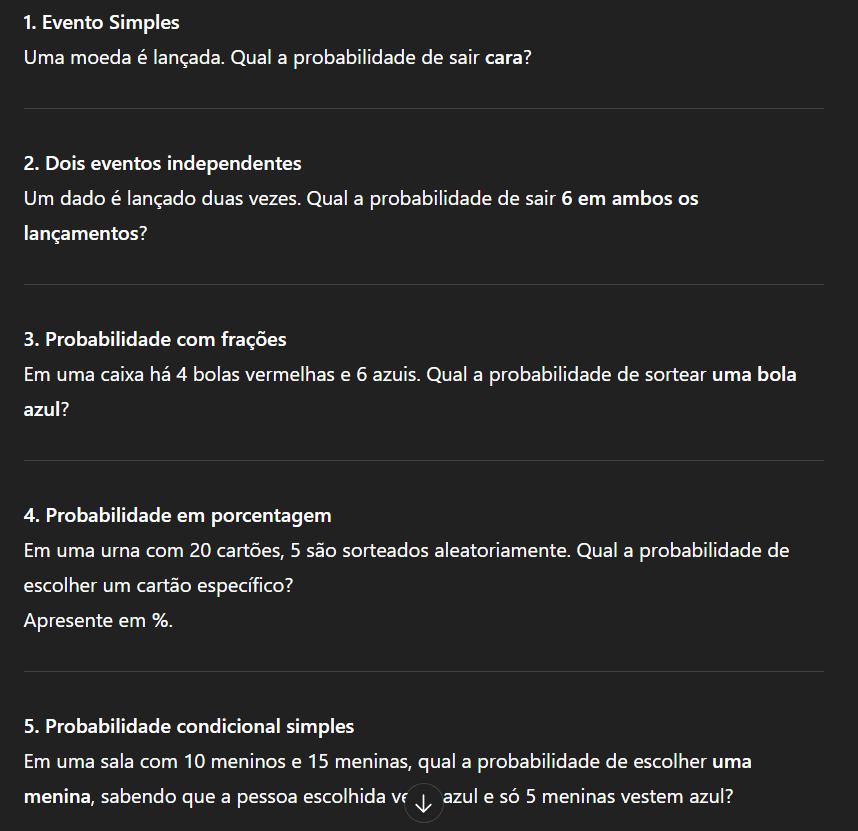 1. Evento Simples
Uma moeda é lançada. Qual a probabilidade de sair cara?
2. Dois eventos independentes
Um dado é lançado duas vezes. Qual a probabilidade de sair 6 em ambos os
lançamentos?
3. Probabilidade com frações
Em uma caixa há 4 bolas vermelhas e 6 azuis. Qual a probabilidade de sortear uma bola
azul?
4. Probabilidade em porcentagem
Em uma urna com 20 cartões, 5 são sorteados aleatoriamente. Qual a probabilidade de
escolher um cartão específico?
Apresente em %.
5. Probabilidade condicional simples
Em uma sala com 10 meninos e 15 meninas, qual a probabilidade de escolher uma
menina, sabendo que a pessoa escolhida azul e só 5 meninas vestem azul?